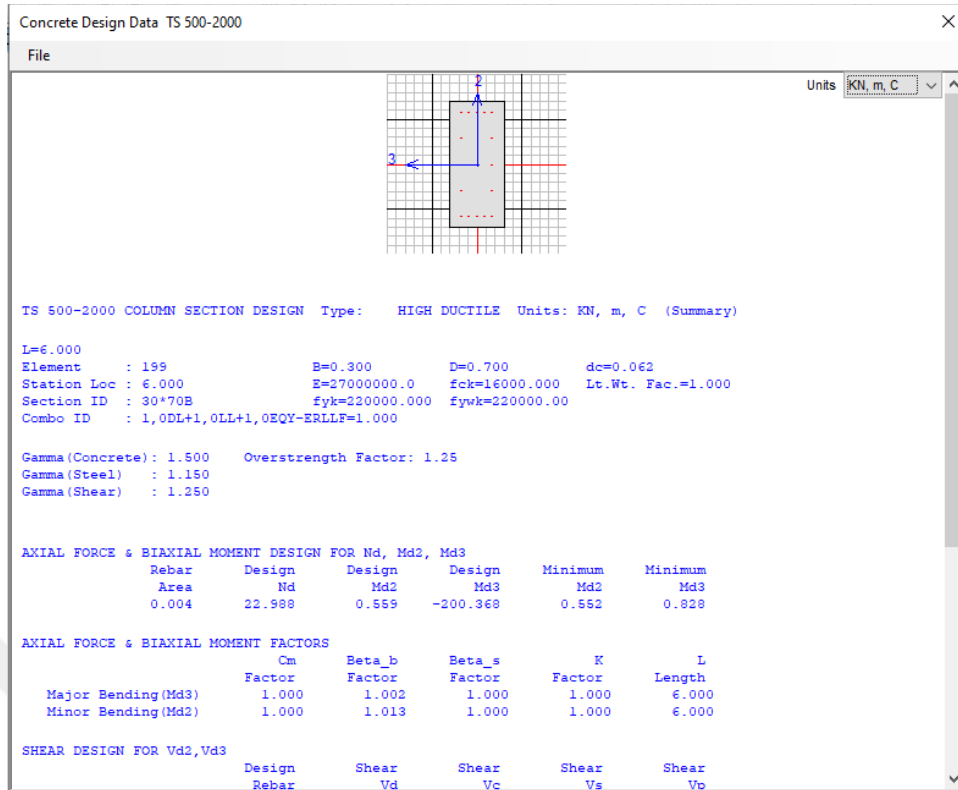 Concrete Design Data TS 500-2000
File
Units KN, m, C
2
3
TS 500-2000 COLUMN SECTION DESIGN Type: HIGH DUCTILE Units: KN, m, C (Summary)
L=6.000
Element : 199 B=0.300 D=0.700 dc=0.062
Station Loc : 6.000 E=27000000.0 fck=16000.000 Lt.Wt. Fac.=1.000
Section ID : 30*70B fyk=220000.000 fywk=220000.00
Combo ID : 1,0DL+1,0LL+1,0EQY-ERLLF=1.000
Gamma(Concrete): 1.500 Overstrength Factor: 1.25
Gamma(Steel) : 1.150
Gamma(Shear) : 1.250
AXIAL FORCE & BIAXIAL MOMENT DESIGN FOR Nd, Md2, Md3
Rebar Design Design Design Minimum Minimum
Area Nd Md2 Md3 Md2 Md3
0.004 22.988 0.559 -200.368 0.552 0.828
AXIAL FORCE & BIAXIAL MOMENT FACTORS
Cm Beta_b Beta_s K L
Factor Factor Factor Factor Length
Major Bending(Md3) 1.000 1.002 1.000 1.000 6.000
Minor Bending(Md2) 1.000 1.013 1.000 1.000 6.000
SHEAR DESIGN FOR Vd2,Vd3
Design Shear Shear Shear Shear
Rebar Vd Vc Vs Vp